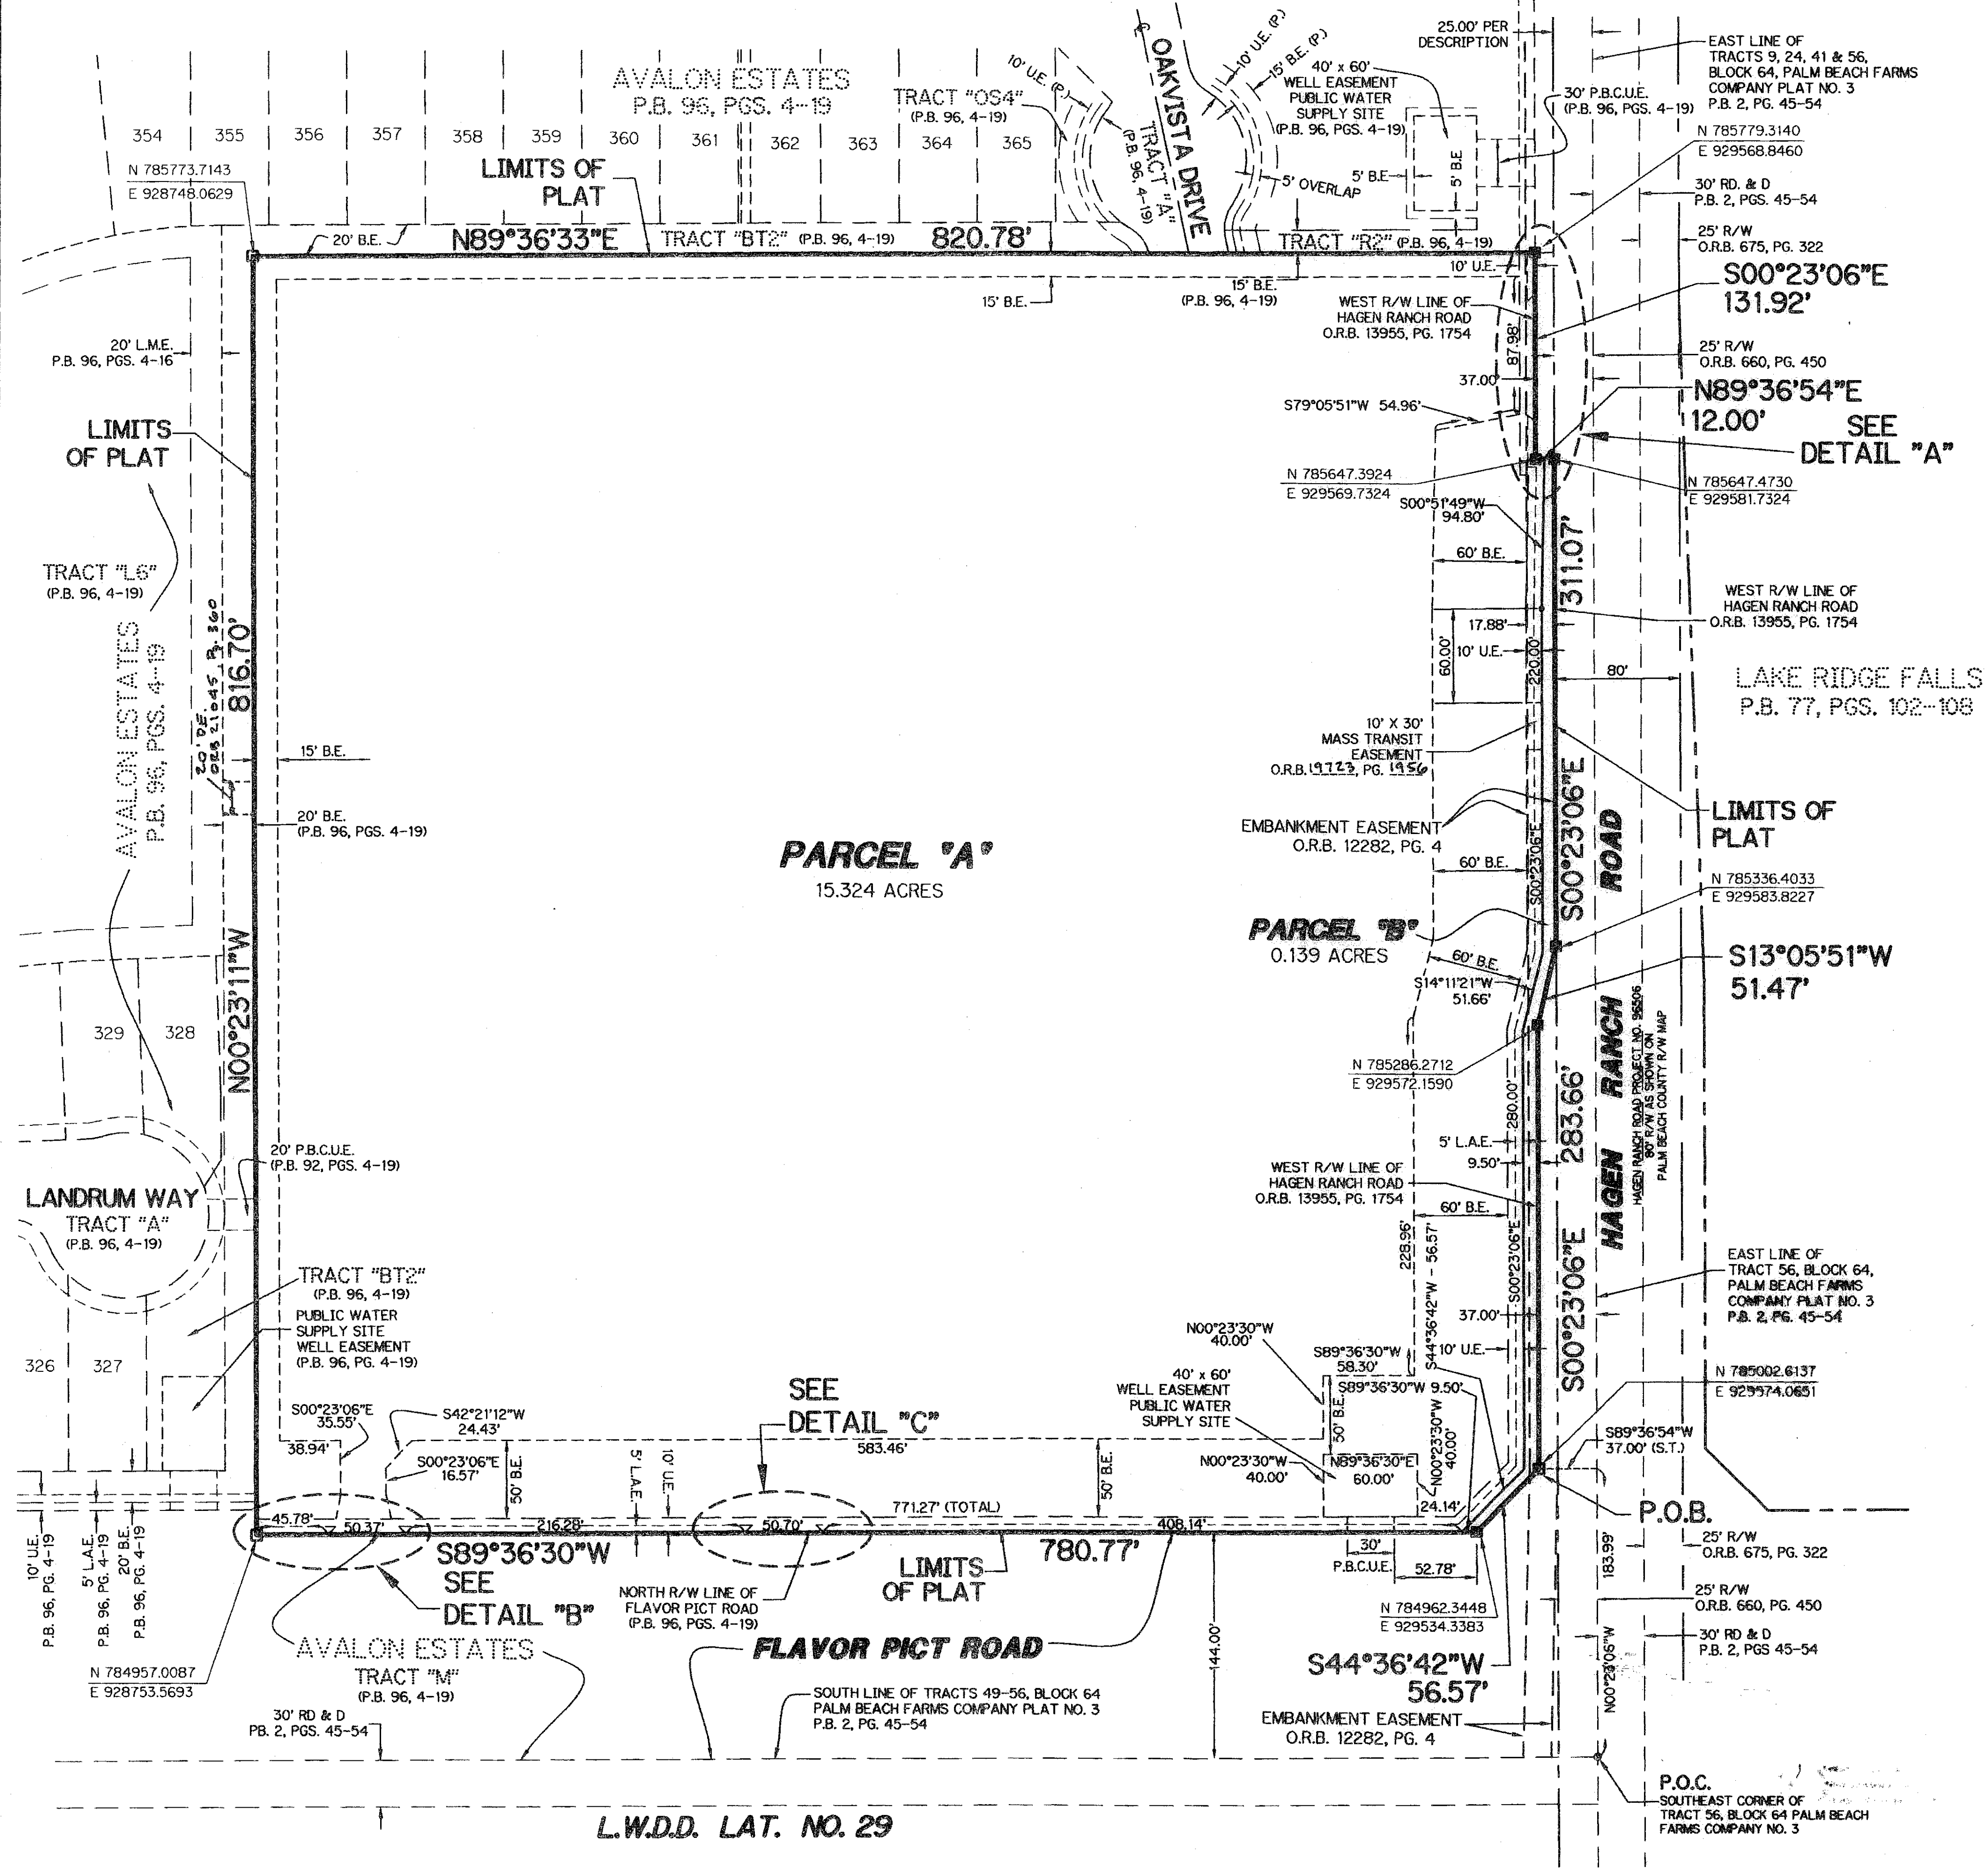 25.00' PER
DESCRIPTION
EAST LINE OF
TRACTS 9, 24, 41 & 56,
BLOCK 64, PALM BEACH FARMS
COMPANY PLAT NO. 3
P.B. 2, PG. 45-54
AVALON ESTATES
P.B. 96, PGS. 4-19
10' U.E. (P.)
TRACT "OS4"
(P.B. 96, 4-19)
℄ OAKVISTA DRIVE
TRACT "A"
(P.B. 96, 4-19)
10' U.E. (P.)
15' B.E. (P.)
40' x 60'
WELL EASEMENT
PUBLIC WATER
SUPPLY SITE
(P.B. 96, PGS. 4-19)
30' P.B.C.U.E.
(P.B. 96, PGS. 4-19)
N 785779.3140
E 929568.8460
354
355
356
357
358
359
360
361
362
363
364
365
N 785773.7143
E 928748.0629
LIMITS OF
PLAT
5' B.E
5' B.E
5' OVERLAP
30' RD. & D
P.B. 2, PGS. 45-54
25' R/W
O.R.B. 675, PG. 322
20' B.E.
N89°36'33"E
TRACT "BT2" (P.B. 96, 4-19)
820.78'
TRACT "R2" (P.B. 96, 4-19)
10' U.E.
S00°23'06"E
131.92'
15' B.E.
15' B.E.
(P.B. 96, 4-19)
WEST R/W LINE OF
HAGEN RANCH ROAD
O.R.B. 13955, PG. 1754
87.98'
20' L.M.E.
P.B. 96, PGS. 4-16
25' R/W
O.R.B. 660, PG. 450
37.00'
N89°36'54"E
12.00'
S79°05'51"W 54.96'
SEE
DETAIL "A"
LIMITS
OF PLAT
N 785647.3924
E 929569.7324
N 785647.4730
E 929581.7324
S00°51'49"W
94.80'
60' B.E.
311.07'
TRACT "L6"
(P.B. 96, 4-19)
AVALON ESTATES
P.B. 96, PGS. 4-19
20' D.E.
ORB 21045, Pg. 360
816.70'
WEST R/W LINE OF
HAGEN RANCH ROAD
O.R.B. 13955, PG. 1754
17.88'
60.00'
10' U.E.
220.00'
80'
LAKE RIDGE FALLS
P.B. 77, PGS. 102-108
10' X 30'
MASS TRANSIT
EASEMENT
O.R.B. 19723, PG. 1956
15' B.E.
20' B.E.
(P.B. 96, PGS. 4-19)
EMBANKMENT EASEMENT
O.R.B. 12282, PG. 4
LIMITS OF
PLAT
S00°23'06"E
S00°23'06"E
HAGEN RANCH ROAD
PARCEL "A"
15.324 ACRES
60' B.E.
N 785336.4033
E 929583.8227
PARCEL "B"
0.139 ACRES
60' B.E.
S14°11'21"W
51.66'
S13°05'51"W
51.47'
N00°23'11"W
329
328
HAGEN RANCH ROAD PROJECT NO. 96506
80' R/W AS SHOWN ON
PALM BEACH COUNTY R/W MAP
N 785286.2712
E 929572.1590
280.00'
283.66'
5' L.A.E.
9.50'
20' P.B.C.U.E.
(P.B. 92, PGS. 4-19)
WEST R/W LINE OF
HAGEN RANCH ROAD
O.R.B. 13955, PG. 1754
LANDRUM WAY
TRACT "A"
(P.B. 96, 4-19)
60' B.E.
228.96'
S00°23'06"E
S00°23'06"E
EAST LINE OF
TRACT 56, BLOCK 64,
PALM BEACH FARMS
COMPANY PLAT NO. 3
P.B. 2, PG. 45-54
TRACT "BT2"
(P.B. 96, 4-19)
PUBLIC WATER
SUPPLY SITE
WELL EASEMENT
(P.B. 96, PG. 4-19)
S44°36'42"W - 56.57'
37.00'
10' U.E.
N00°23'30"W
40.00'
S89°36'30"W
58.30'
S89°36'30"W 9.50'
326
327
40' x 60'
WELL EASEMENT
PUBLIC WATER
SUPPLY SITE
50' B.E.
N00°23'30"W
40.00'
N 785002.6137
E 929574.0651
SEE
DETAIL "C"
S00°23'06"E
35.55'
38.94'
S42°21'12"W
24.43'
S00°23'06"E
16.57'
50' B.E.
583.46'
5' L.A.E.
10' U.E.
50' B.E.
N00°23'30"W
40.00'
N89°36'30"E
60.00'
24.14'
S89°36'54"W
37.00' (S.T.)
771.27' (TOTAL)
45.78'
50.37'
216.28'
50.70'
408.14'
P.O.B.
S89°36'30"W
780.77'
LIMITS
OF PLAT
30'
P.B.C.U.E.
52.78'
183.99'
25' R/W
O.R.B. 675, PG. 322
10' U.E.
P.B. 96, PG. 4-19
5' L.A.E.
P.B. 96, PG. 4-19
20' B.E.
P.B. 96, PG. 4-19
SEE
DETAIL "B"
NORTH R/W LINE OF
FLAVOR PICT ROAD
(P.B. 96, PGS. 4-19)
25' R/W
O.R.B. 660, PG. 450
N 784962.3448
E 929534.3383
AVALON ESTATES
TRACT "M"
(P.B. 96, 4-19)
FLAVOR PICT ROAD
144.00'
30' RD & D
P.B. 2, PGS 45-54
N00°23'06"W
S44°36'42"W
56.57'
N 784957.0087
E 928753.5693
SOUTH LINE OF TRACTS 49-56, BLOCK 64
PALM BEACH FARMS COMPANY PLAT NO. 3
P.B. 2, PG. 45-54
30' RD & D
PB. 2, PGS. 45-54
EMBANKMENT EASEMENT
O.R.B. 12282, PG. 4
P.O.C.
SOUTHEAST CORNER OF
TRACT 56, BLOCK 64 PALM BEACH
FARMS COMPANY NO. 3
L.W.D.D. LAT. NO. 29